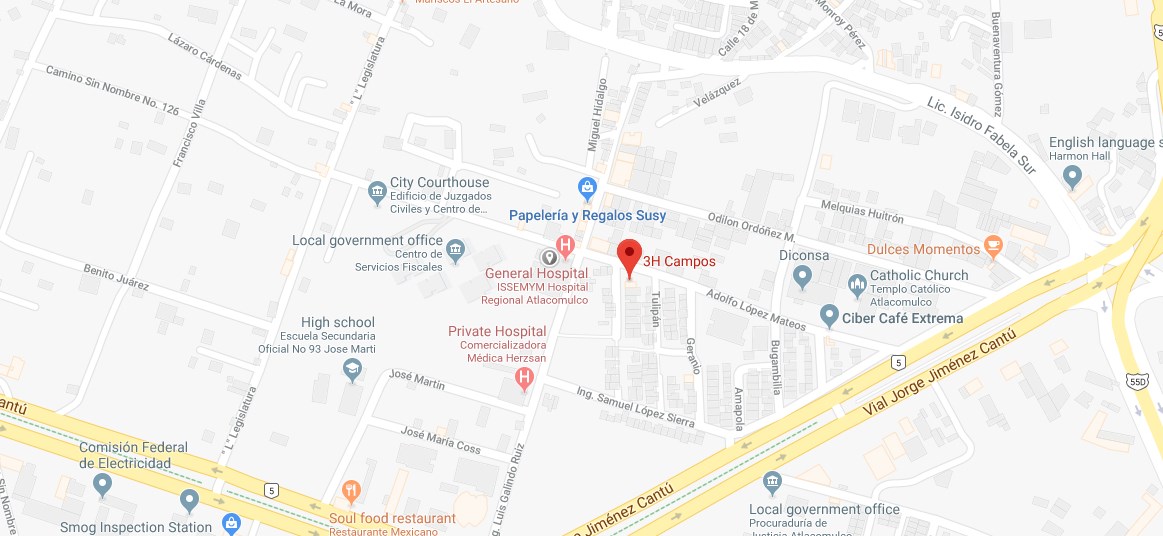 Mariscos El Artesano
La Mora
Lázaro Cárdenas
Camino Sin Nombre No. 126
Francisco Villa
" L" Legislatura
Miguel Hidalgo
Velázquez
Calle 18 de M
Monroy Pérez
Buenaventura Gómez
5
Lic. Isidro Fabela Sur
English language s
Harmon Hall
City Courthouse
Edificio de Juzgados
Civiles y Centro de...
Papelería y Regalos Susy
Odilon Ordóñez M.
Melquias Huitrón
Dulces Momentos
Local government office
Centro de
Servicios Fiscales
H
General Hospital
ISSEMYM Hospital
Regional Atlacomulco
3H Campos
Diconsa
Catholic Church
Templo Católico
Atlacomulco
Benito Juárez
Adolfo López Mateos
Ciber Café Extrema
Tulipán
Geranio
Bugambilia
Amapola
High school
Escuela Secundaria
Oficial No 93 Jose Marti
Private Hospital
Comercializadora
Médica Herzsan
H
5
Vial Jorge Jiménez Cantú
55D
José Martín
Ing. Samuel López Sierra
José María Coss
Cantú
" L" Legislatura
Comisión Federal
de Electricidad
5
Ing. Luis Galindo Ruíz
Sin Nombre
Smog Inspection Station
Soul food restaurant
Restaurante Mexicano
e Jiménez Cantú
Local government office
Procuraduría de
Justicia Atlacomulco